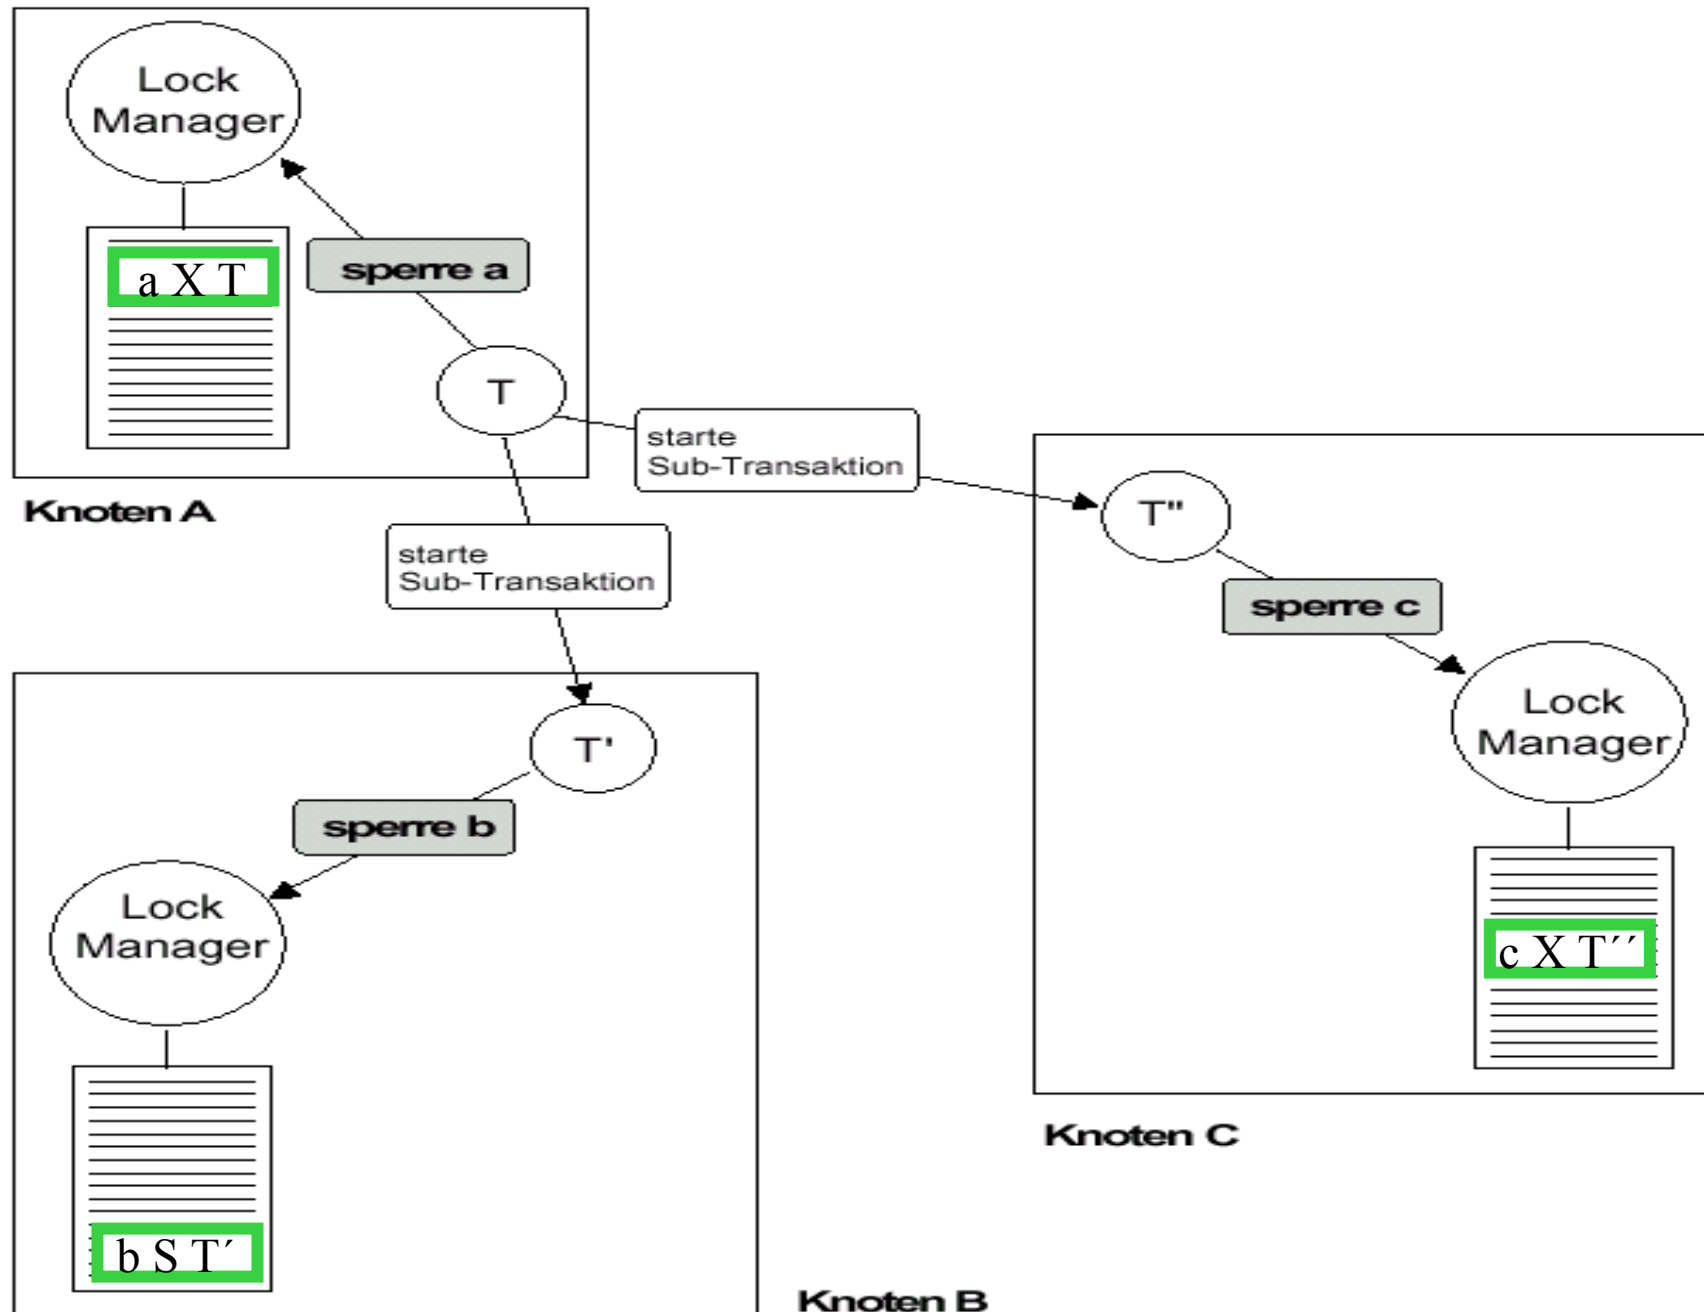 Lock
Manager
a X T
sperre a
T
starte
Sub-Transaktion
Knoten A
starte
Sub-Transaktion
T"
sperre c
Lock
Manager
c X T´´
Knoten C
T'
sperre b
Lock
Manager
b S T´
Knoten B